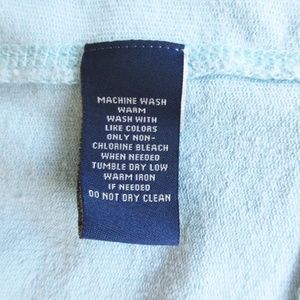 MACHINE WASH
WARM
WASH WITH
LIKE COLORS
ONLY NON-
CHLORINE BLEACH
WHEN NEEDED
TUMBLE DRY LOW
WARM IRON
IF NEEDED
DO NOT DRY CLEAN